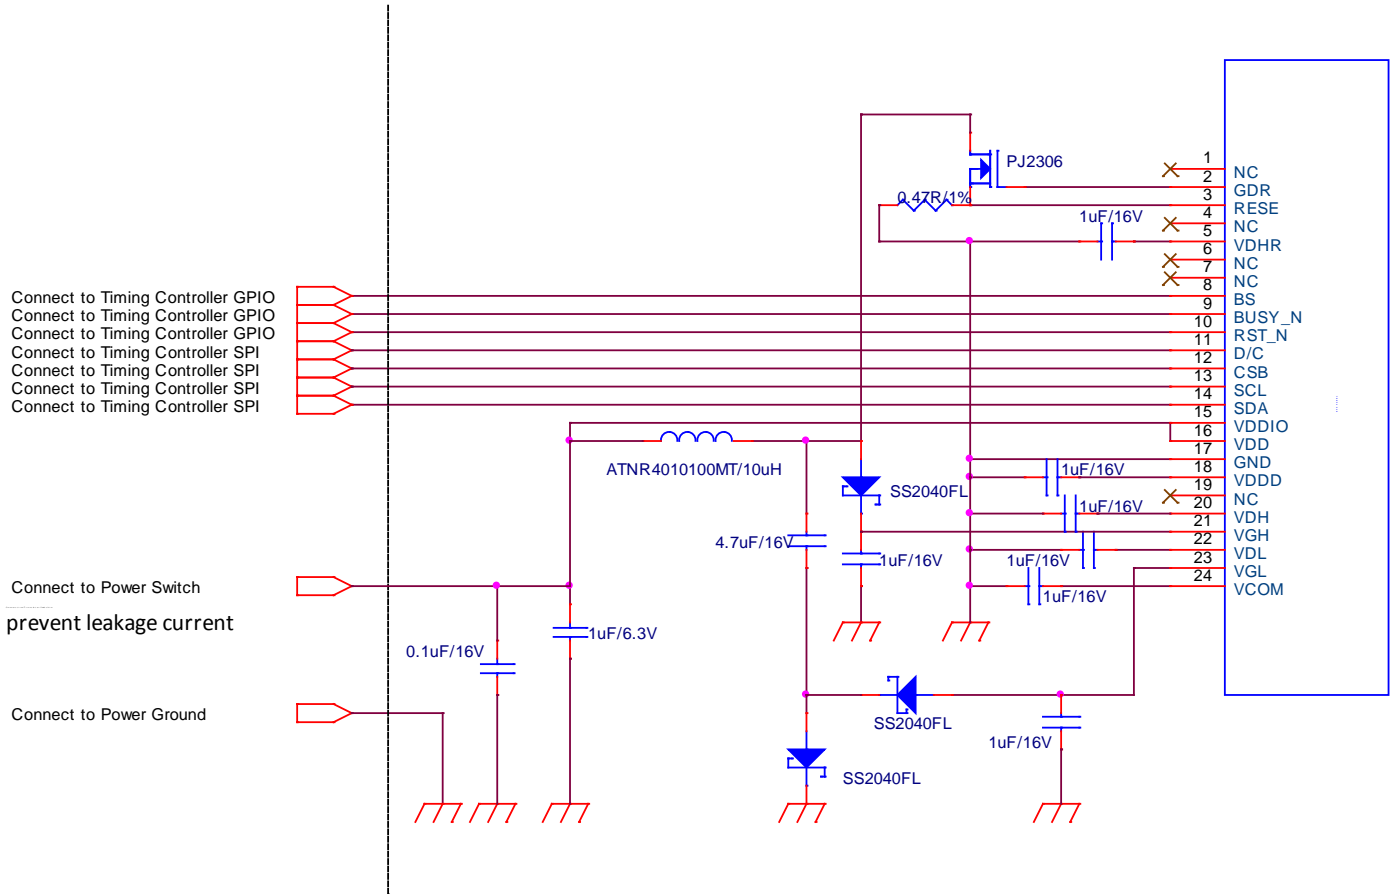 PJ2306
0.47R/1%
1uF/16V
1
NC
2
GDR
3
RESE
4
NC
5
VDHR
6
NC
7
NC
8
BS
9
BUSY_N
10
RST_N
11
D/C
12
CSB
13
SCL
14
SDA
15
VDDIO
16
VDD
17
GND
18
VDDD
19
NC
20
VDH
21
VGH
22
VDL
23
VGL
24
VCOM
Connect to Timing Controller GPIO
Connect to Timing Controller GPIO
Connect to Timing Controller GPIO
Connect to Timing Controller SPI
Connect to Timing Controller SPI
Connect to Timing Controller SPI
Connect to Timing Controller SPI
ATNR4010100MT/10uH
SS2040FL
1uF/16V
1uF/16V
4.7uF/16V
1uF/16V
1uF/16V
1uF/16V
Connect to Power Switch
prevent leakage current
1uF/6.3V
0.1uF/16V
Connect to Power Ground
SS2040FL
1uF/16V
SS2040FL